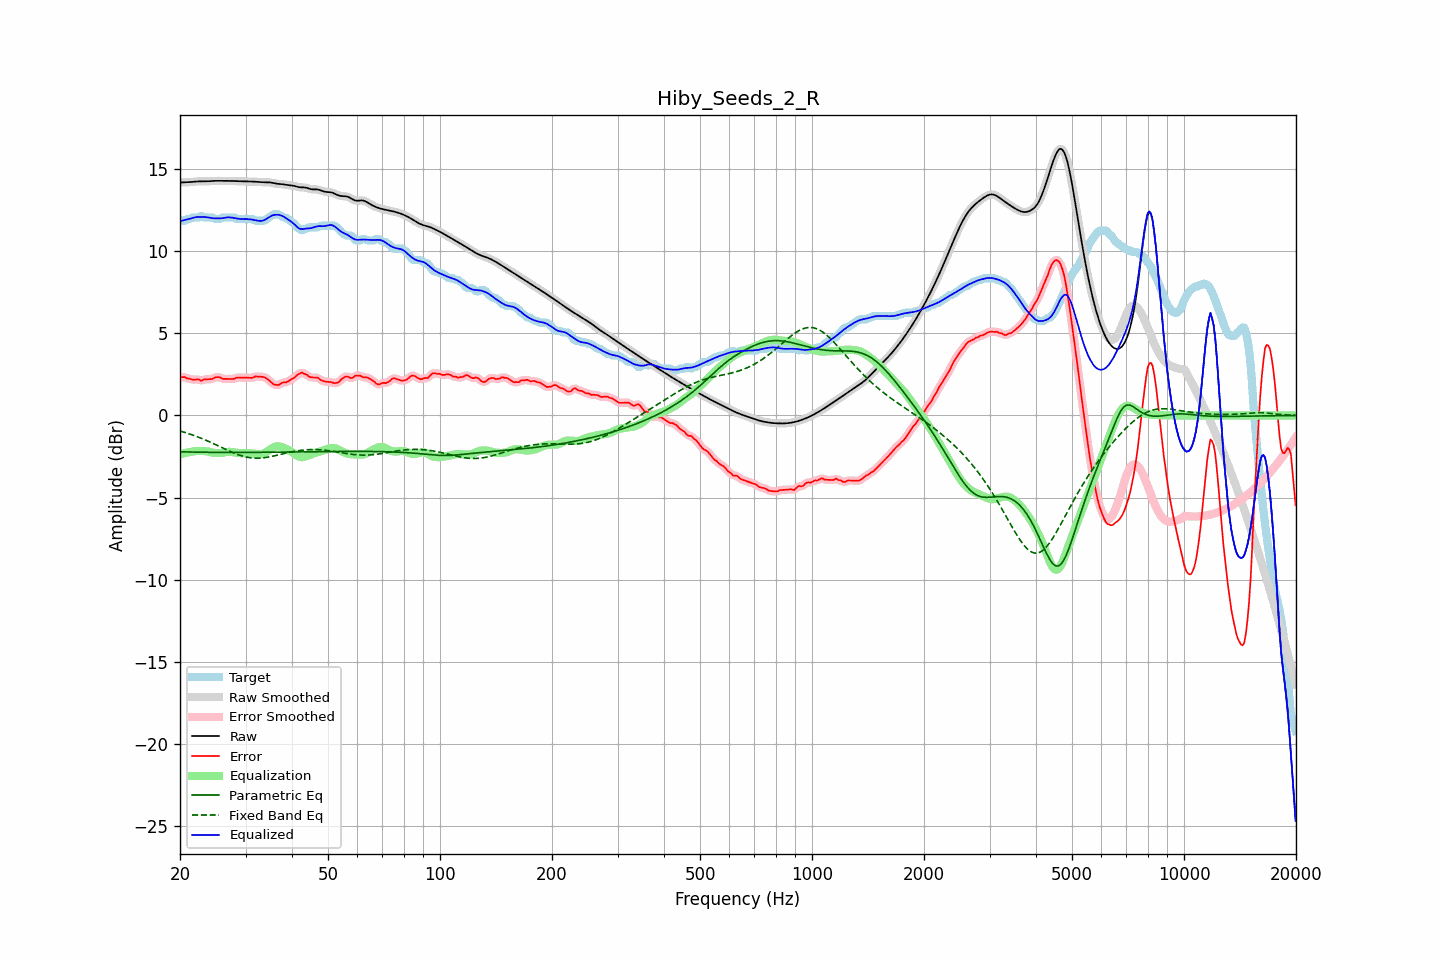 Hiby_Seeds_2_R
15
10
5
0
−5
−10
−15
−20
−25
Amplitude (dBr)
Target
Raw Smoothed
Error Smoothed
Raw
Error
Equalization
Parametric Eq
Fixed Band Eq
Equalized
20 50 100 200 500 1000 2000 5000 10000 20000
Frequency (Hz)